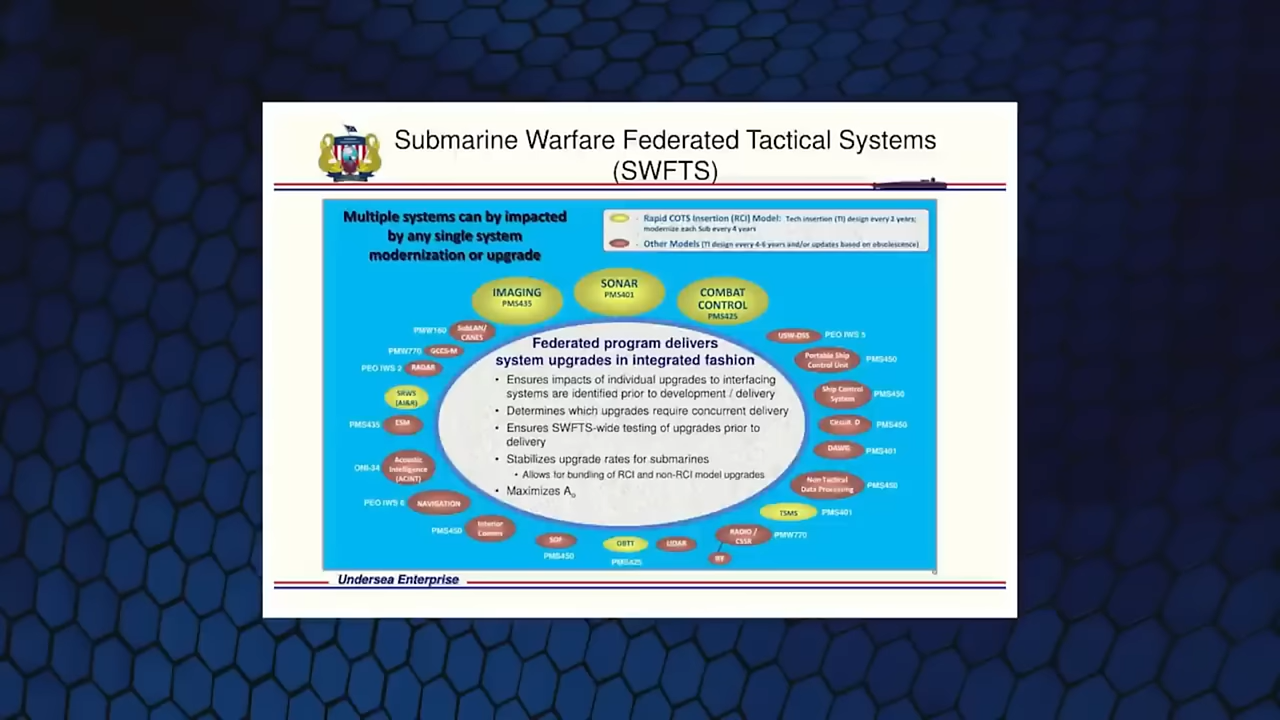 Submarine Warfare Federated Tactical Systems
(SWFTS)
Multiple systems can by impacted
by any single system
modernization or upgrade
- Rapid COTS Insertion (RCI) Model: Tech insertion (TI) design every 2 years;
modernize each Sub every 4 years
- Other Models (TI design every 4-6 years and/or updates based on obsolescence)
IMAGING
PMS435
SONAR
PMS401
COMBAT
CONTROL
PMS425
PMW160
SubLAN/
CANES
PMW770
GCCS-M
PEO IWS 2
RADAR
SRWS
(AI&R)
PMS435
ESM
ONI-34
Acoustic
Intelligence
(ACINT)
PEO IWS 6
NAVIGATION
PMS450
Interior
Comms
SOF
PMS450
OBTT
PMS425
LIDAR
RADIO /
CSSR
PMW770
TSMS
PMS401
Non Tactical
Data Processing
PMS450
DAWG
PMS401
Circuit D
PMS450
Ship Control
System
PMS450
Portable Ship
Control Unit
PMS450
USW-DSS
PEO IWS 5
Federated program delivers
system upgrades in integrated fashion
• Ensures impacts of individual upgrades to interfacing
systems are identified prior to development / delivery
• Determines which upgrades require concurrent delivery
• Ensures SWFTS-wide testing of upgrades prior to
delivery
• Stabilizes upgrade rates for submarines
• Allows for bundling of RCI and non-RCI model upgrades
• Maximizes Ao
Undersea Enterprise